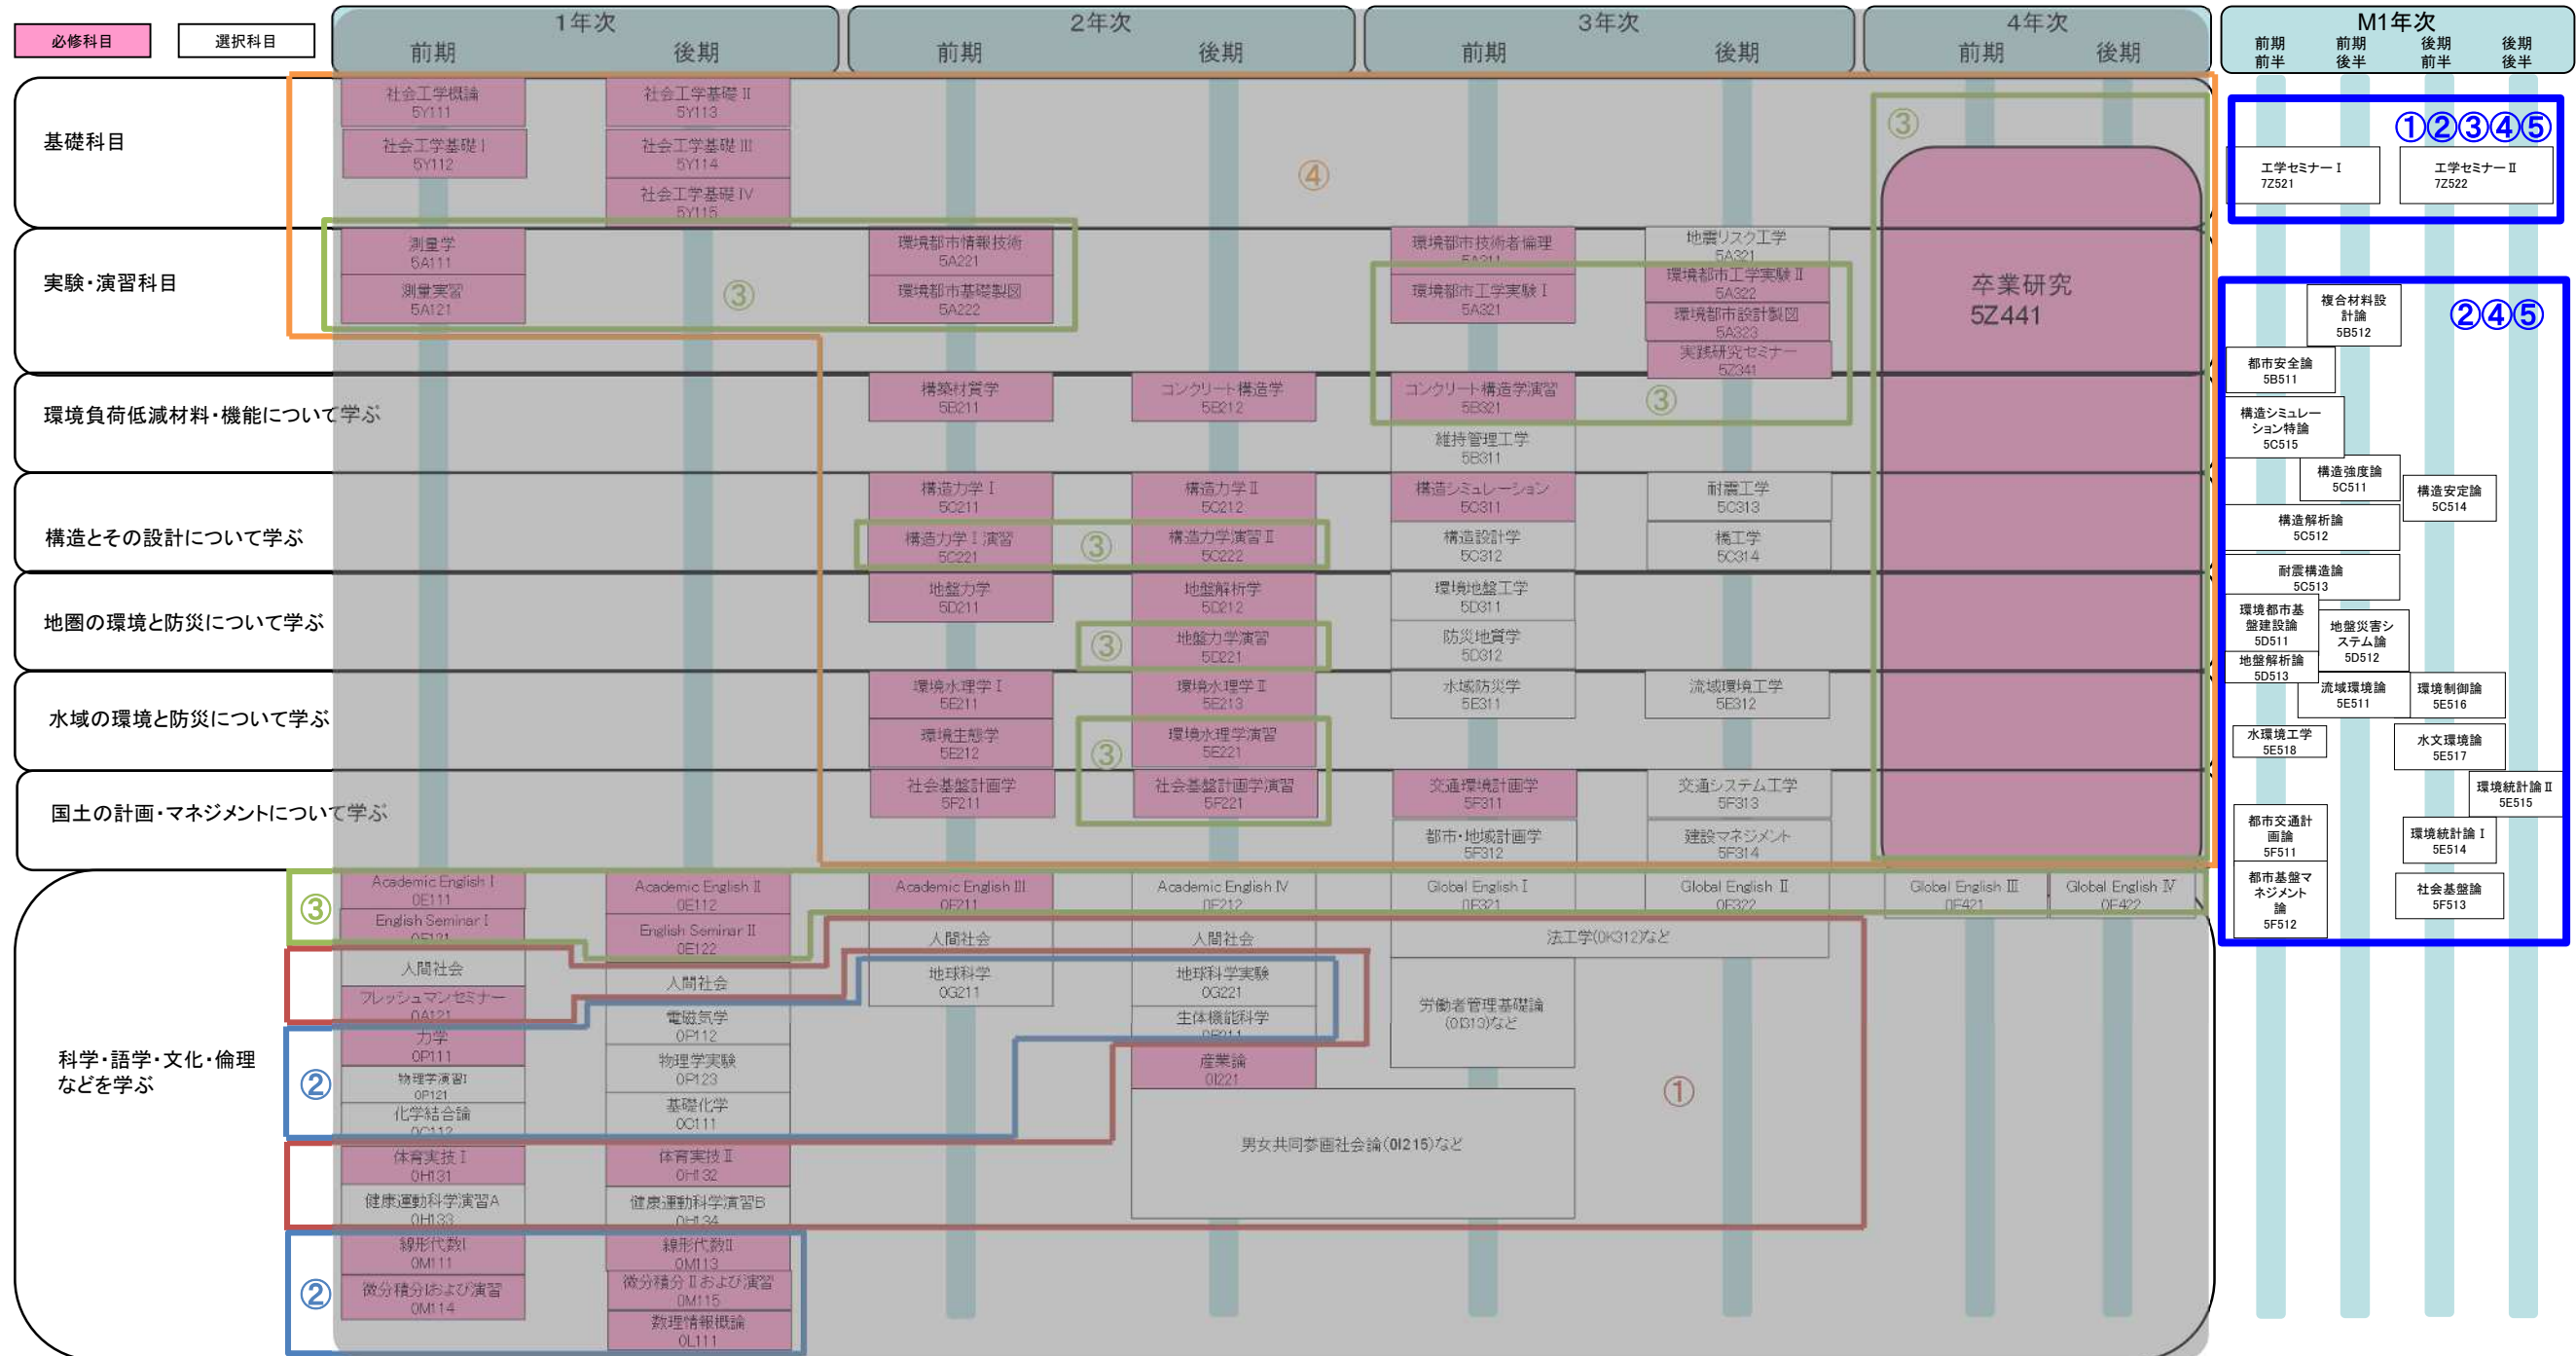 必修科目
選択科目
1年次
前期
後期
2年次
前期
後期
3年次
前期
後期
4年次
前期
後期
M1年次
前期
前半
前期
後半
後期
前半
後期
後半
基礎科目
社会工学概論
5Y111
社会工学基礎Ⅰ
5Y112
社会工学基礎Ⅱ
5Y113
社会工学基礎Ⅲ
5Y114
社会工学基礎Ⅳ
5Y115
④
③
①②③④⑤
工学セミナーⅠ
7Z521
工学セミナーⅡ
7Z522
実験・演習科目
測量学
5A111
測量実習
5A121
③
環境都市情報技術
5A221
環境都市基礎製図
5A222
環境都市技術者倫理
5A311
環境都市工学実験Ⅰ
5A321
地震リスク工学
5A321
環境都市工学実験Ⅱ
5A322
環境都市設計製図
5A323
実践研究セミナー
5Z341
卒業研究
5Z441
環境負荷低減材料・機能について学ぶ
構築材質学
5B211
コンクリート構造学
5B212
コンクリート構造学演習
5B321
③
維持管理工学
5B311
構造とその設計について学ぶ
構造力学Ⅰ
5C211
構造力学Ⅰ演習
5C221
③
構造力学Ⅱ
5C212
構造力学演習Ⅱ
5C222
構造シミュレーション
5C311
構造設計学
5C312
耐震工学
5C313
橋工学
5C314
地圏の環境と防災について学ぶ
地盤力学
5D211
地盤解析学
5D212
③
地盤力学演習
5D221
環境地盤工学
5D311
防災地質学
5D312
水域の環境と防災について学ぶ
環境水理学Ⅰ
5E211
環境生態学
5E212
環境水理学Ⅱ
5E213
③
環境水理学演習
5E221
水域防災学
5E311
流域環境工学
5E312
国土の計画・マネジメントについて学ぶ
社会基盤計画学
5F211
社会基盤計画学演習
5F221
交通環境計画学
5F311
都市・地域計画学
5F312
交通システム工学
5F313
建設マネジメント
5F314
②④⑤
複合材料設
計論
5B512
都市安全論
5B511
構造シミュレー
ション特論
5C515
構造強度論
5C511
構造安定論
5C514
構造解析論
5C512
耐震構造論
5C513
環境都市基
盤建設論
5D511
地盤災害シ
ステム論
5D512
地盤解析論
5D513
流域環境論
5E511
環境制御論
5E516
水環境工学
5E518
水文環境論
5E517
環境統計論Ⅱ
5E515
都市交通計
画論
5F511
環境統計論Ⅰ
5E514
都市基盤マ
ネジメント
論
5F512
社会基盤論
5F513
科学・語学・文化・倫理
などを学ぶ
③
Academic English Ⅰ
0E111
English Seminar Ⅰ
0E121
Academic English Ⅱ
0E112
English Seminar Ⅱ
0E122
Academic English Ⅲ
0E211
Academic English Ⅳ
0E212
Global English Ⅰ
0E321
Global English Ⅱ
0E322
Global English Ⅲ
0E421
Global English Ⅳ
0E422
人間社会
フレッシュマンセミナー
0A121
人間社会
人間社会
人間社会
法工学(0K312)など
②
力学
0P111
物理学演習I
0P121
化学結合論
0C112
電磁気学
0P112
物理学実験
0P123
基礎化学
0C111
地球科学
0G211
地球科学実験
0G221
生体機能科学
0B211
産業論
0I221
労働者管理基礎論
(0I313)など
①
男女共同参画社会論(0I215)など
体育実技Ⅰ
0H131
健康運動科学演習A
0H133
体育実技Ⅱ
0H132
健康運動科学演習B
0H134
②
線形代数I
0M111
微分積分Iおよび演習
0M114
線形代数II
0M113
微分積分Ⅱおよび演習
0M115
数理情報概論
0L111